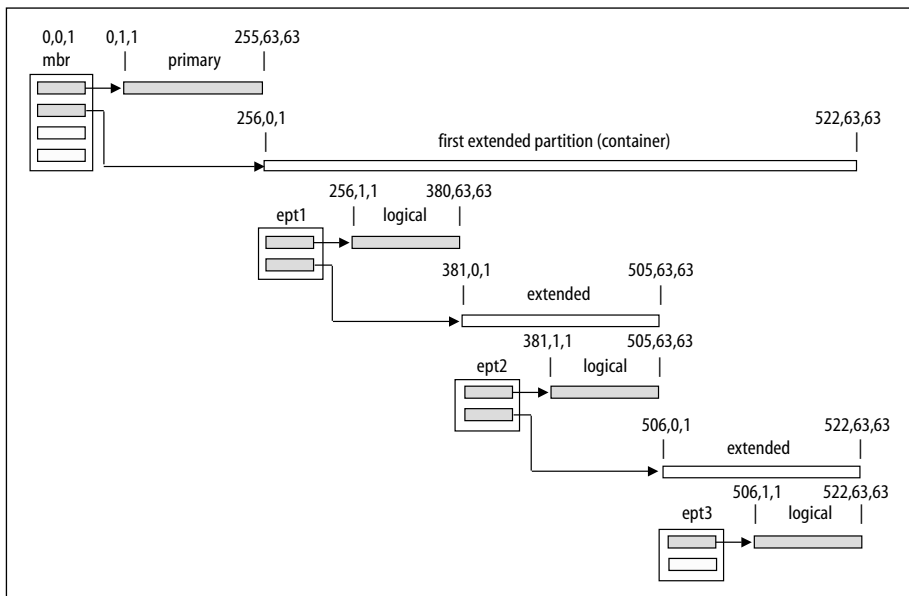 0,0,1 0,1,1 255,63,63
mbr primary
256,0,1 522,63,63
first extended partition (container)
256,1,1 380,63,63
ept1 logical
381,0,1 505,63,63
extended
381,1,1 505,63,63
ept2 logical
506,0,1 522,63,63
extended
506,1,1 522,63,63
ept3 logical